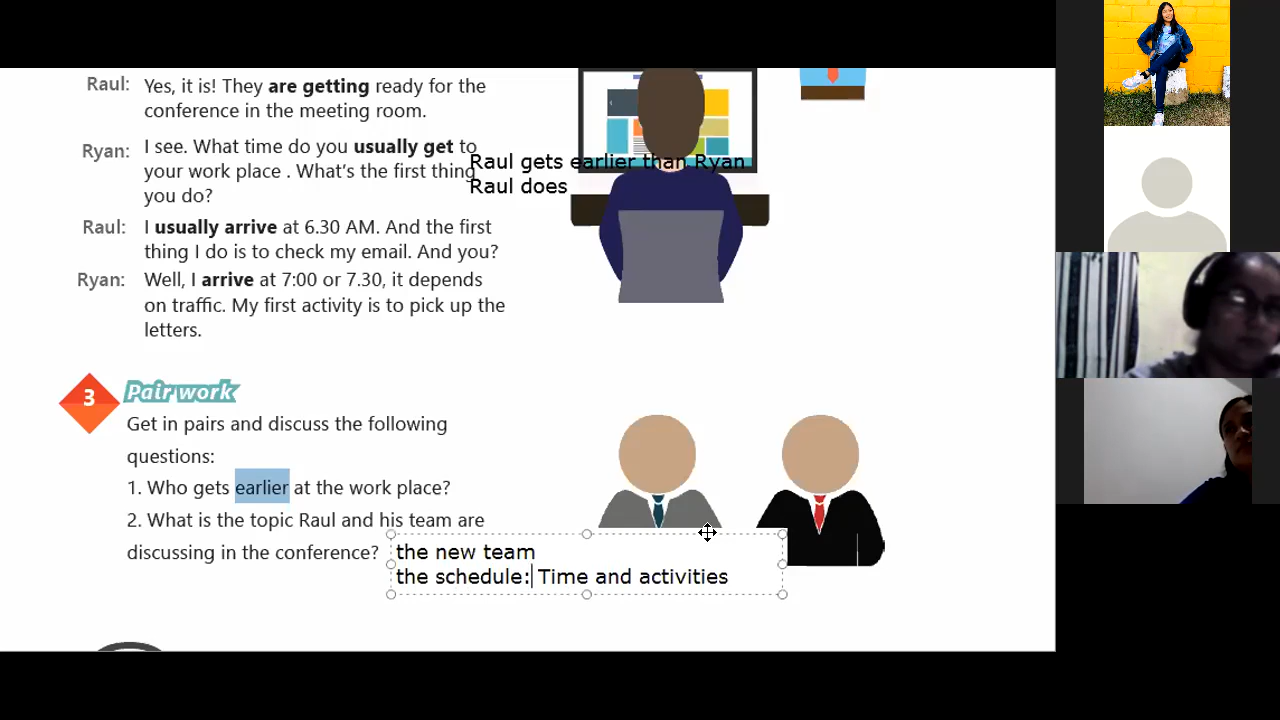 Raul: Yes, it is! They are getting ready for the
conference in the meeting room.
Ryan: I see. What time do you usually get to
your work place . What's the first thing
you do?
Raul gets earlier than Ryan
Raul does
Raul: I usually arrive at 6.30 AM. And the first
thing I do is to check my email. And you?
Ryan: Well, I arrive at 7:00 or 7.30, it depends
on traffic. My first activity is to pick up the
letters.
3 Pair work
Get in pairs and discuss the following
questions:
1. Who gets earlier at the work place?
2. What is the topic Raul and his team are
discussing in the conference?
the new team
the schedule: Time and activities